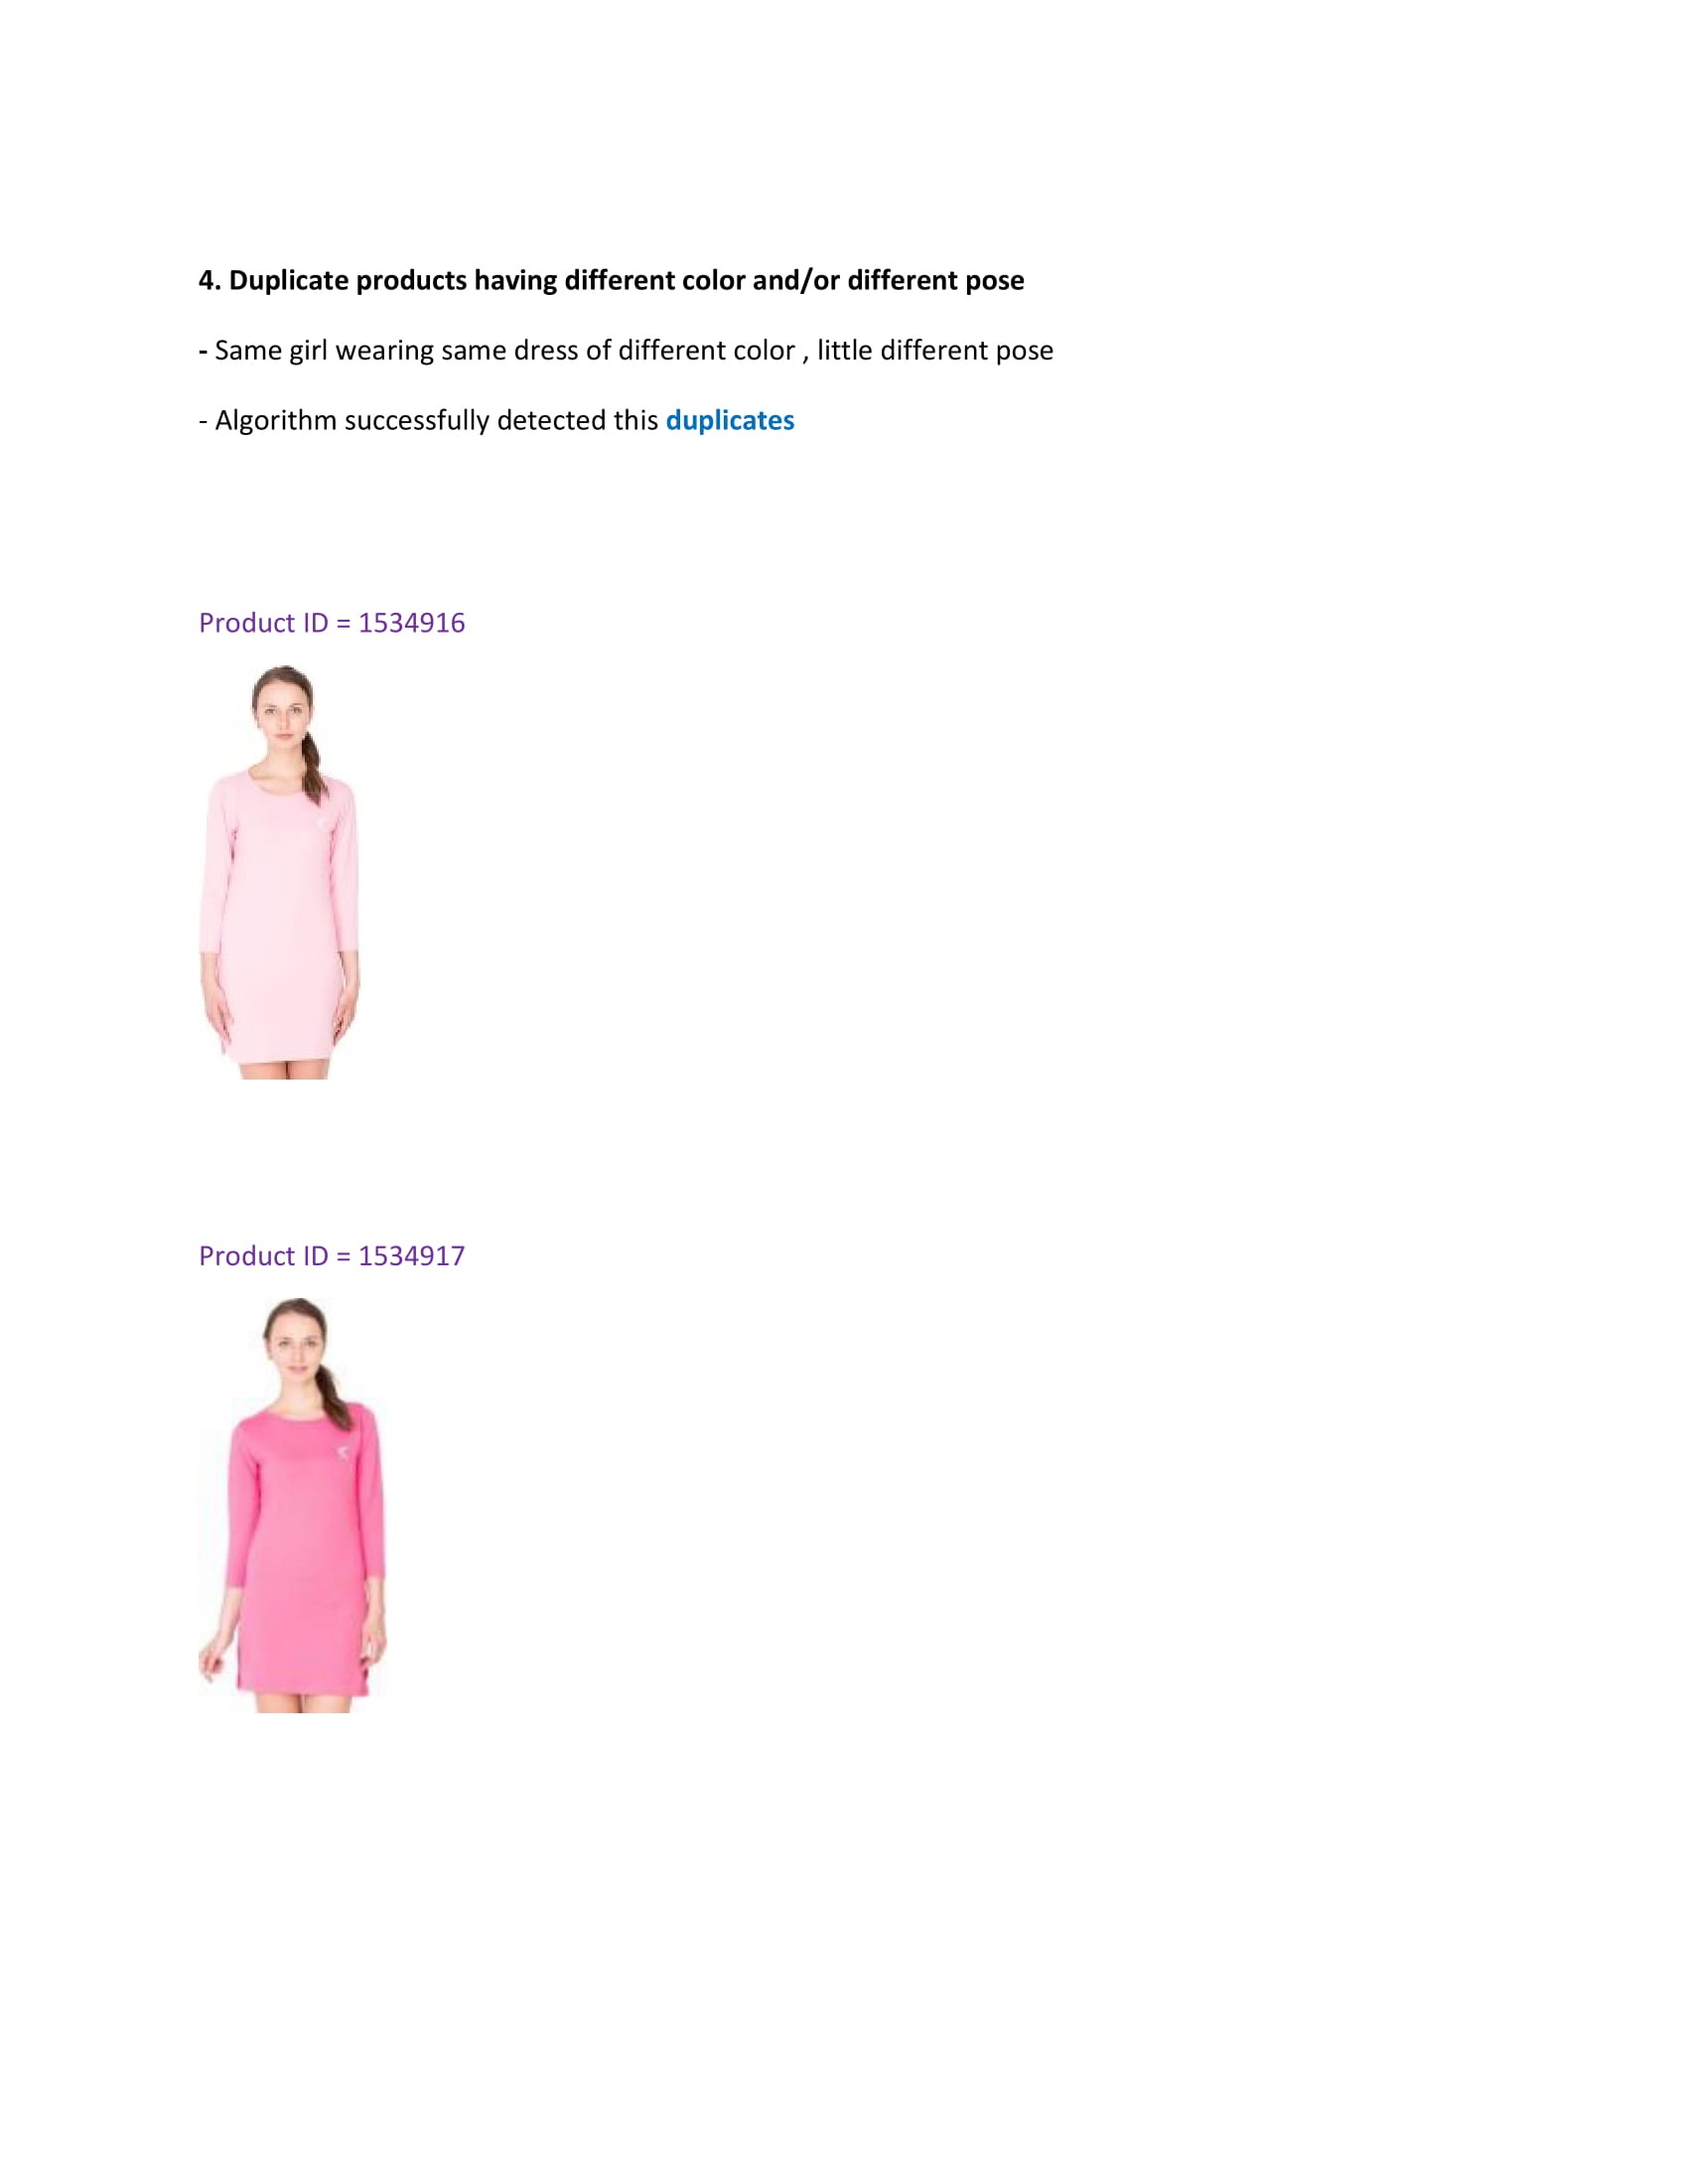 4. Duplicate products having different color and/or different pose
- Same girl wearing same dress of different color , little different pose
- Algorithm successfully detected this duplicates
Product ID = 1534916
Product ID = 1534917